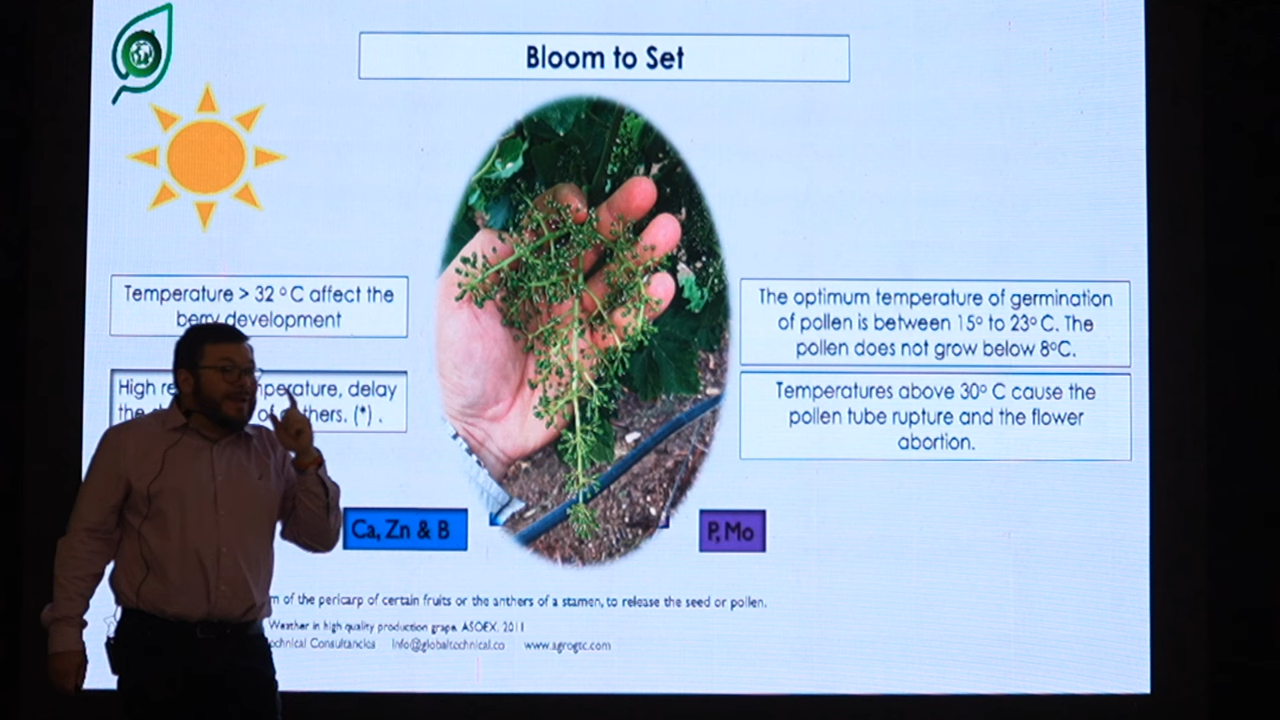 Bloom to Set
Temperature > 32 ºC affect the
berry development
High re
perature, delay
the
of
thers. (*) .
The optimum temperature of germination
of pollen is between 15º to 23º C. The
pollen does not grow below 8ºC.
Temperatures above 30º C cause the
pollen tube rupture and the flower
abortion.
Ca, Zn & B
P, Mo
m of the pericarp of certain fruits or the anthers of a stamen, to release the seed or pollen.
Weather in high quality production grape. ASOEX. 2011
chnical Consultancies info@globaltechnical.co www.agrogtc.com